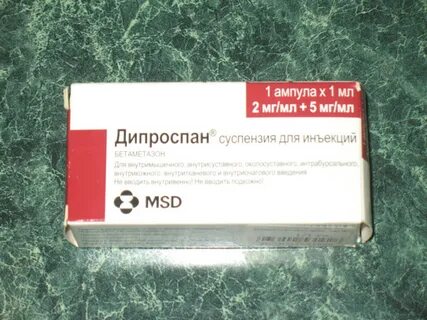 1 ампула x 1 мл
2 мг/мл + 5 мг/мл
Дипроспан® суспензия для инъекций
БЕТАМЕТАЗОН
Для внутримышечного, внутрисуставного, околосуставного, интрабурсального,
внутрикожного, внутритканевого и внутриочагового введения
Не вводить внутривенно! Не вводить подкожно!
MSD